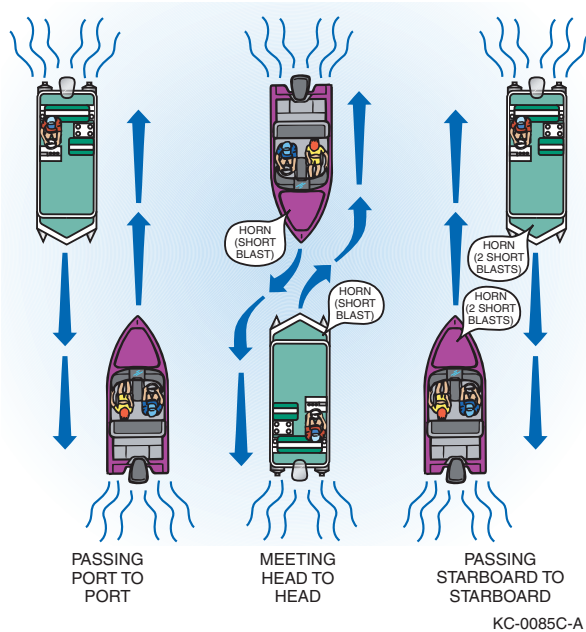 HORN
(SHORT
BLAST)
HORN
(SHORT
BLAST)
HORN
(2 SHORT
BLASTS)
HORN
(2 SHORT
BLASTS)
PASSING
PORT TO
PORT
MEETING
HEAD TO
HEAD
PASSING
STARBOARD TO
STARBOARD
KC-0085C-A